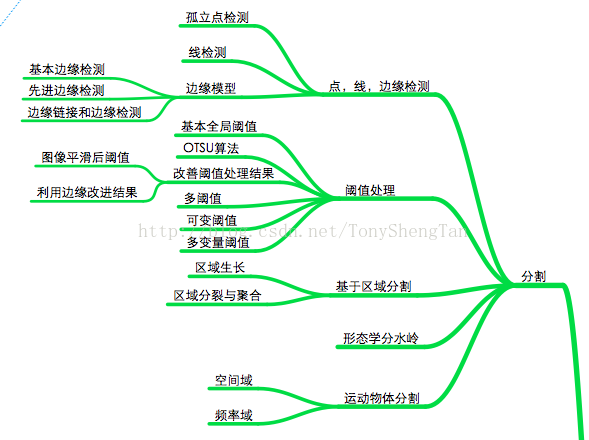 孤立点检测
线检测
基本边缘检测
先进边缘检测
边缘链接和边缘检测
边缘模型
点，线，边缘检测
基本全局阈值
OTSU算法
图像平滑后阈值
利用边缘改进结果
改善阈值处理结果
多阈值
可变阈值
多变量阈值
阈值处理
http://blog.csdn.net/TonyShengTan
区域生长
区域分裂与聚合
基于区域分割
分割
形态学分水岭
空间域
频率域
运动物体分割